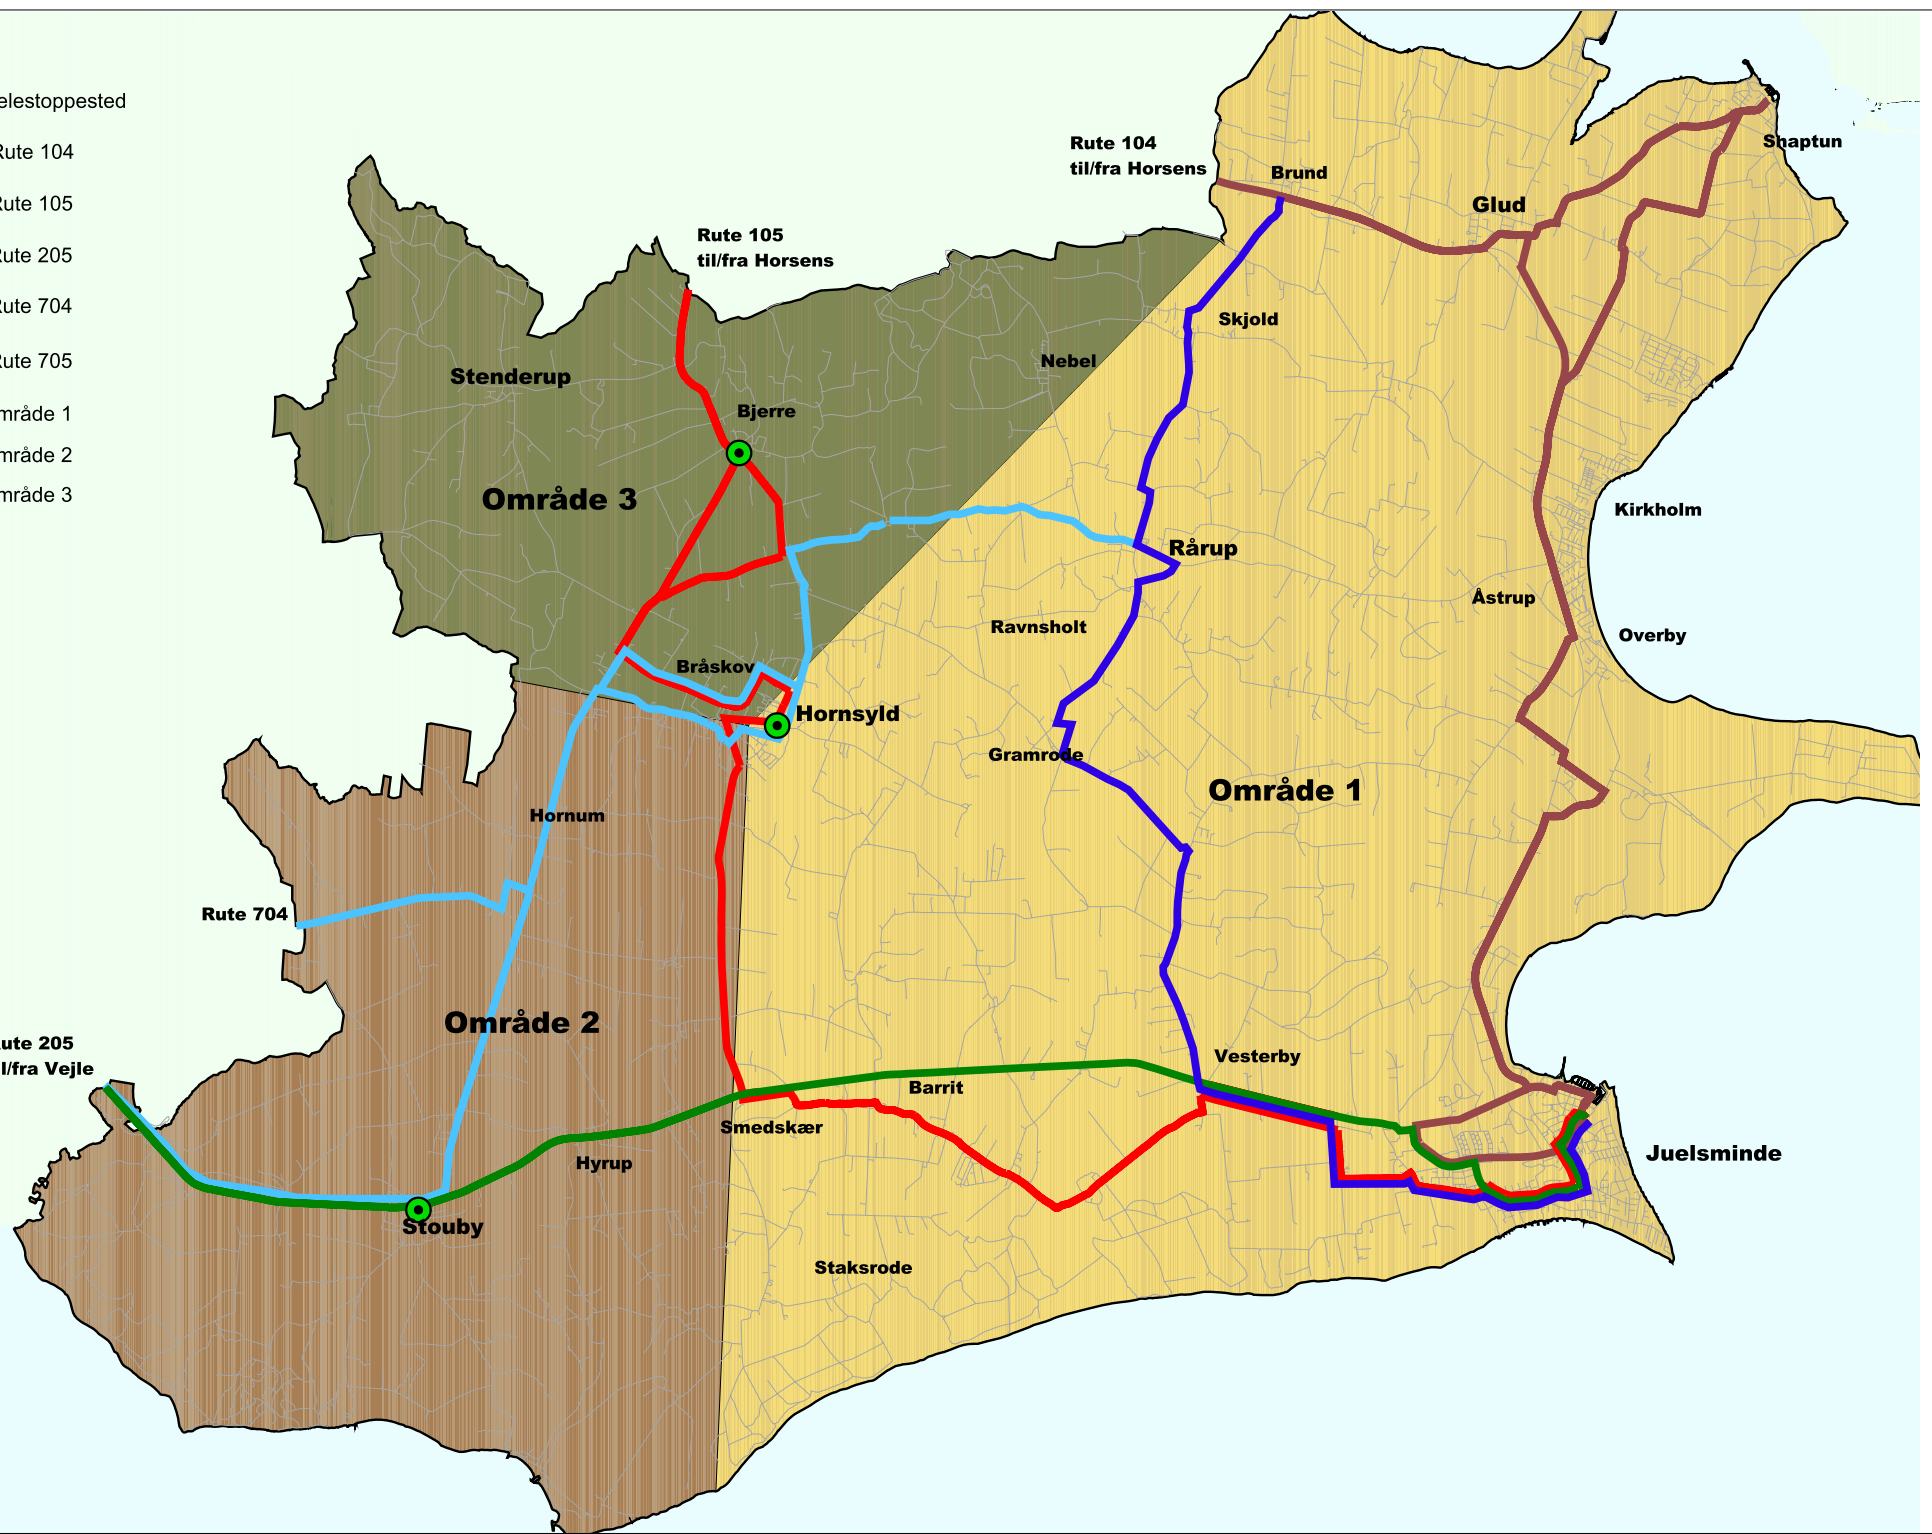 elestoppested
Rute 104
Rute 105
Rute 205
Rute 704
Rute 705
mråde 1
mråde 2
mråde 3
Rute 104
til/fra Horsens
Brund
Shaptun
Glud
Rute 105
til/fra Horsens
Skjold
Nebel
Stenderup
Bjerre
Område 3
Kirkholm
Rårup
Åstrup
Ravnsholt
Overby
Bråskov
Hornsyld
Gramrode
Område 1
Hornum
Rute 704
Område 2
ute 205
l/fra Vejle
Vesterby
Barrit
Smedskær
Juelsminde
Hyrup
Stouby
Staksrode